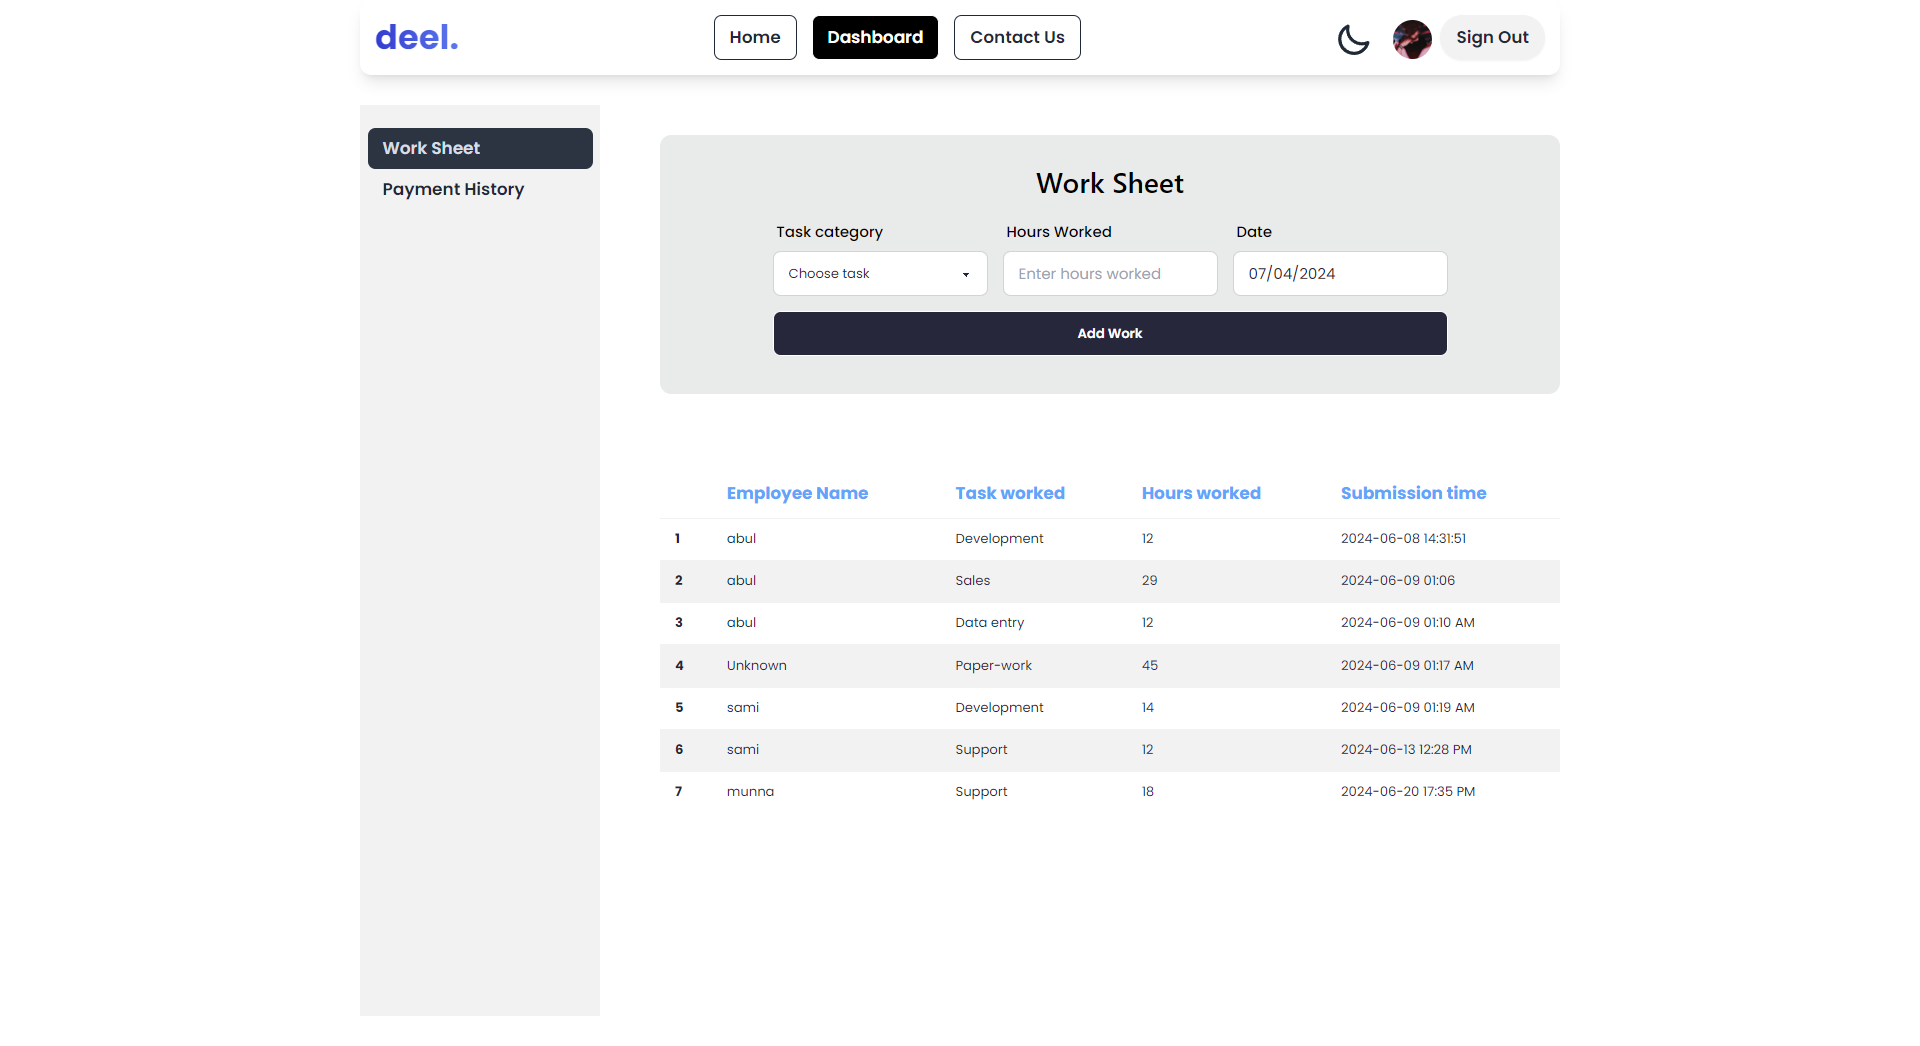 deel.
Home Dashboard Contact Us Sign Out
Work Sheet
Payment History
Work Sheet
Task category Hours Worked Date
Choose task Enter hours worked 07/04/2024
Add Work
Employee Name Task worked Hours worked Submission time
1 abul Development 12 2024-06-08 14:31:51
2 abul Sales 29 2024-06-09 01:06
3 abul Data entry 12 2024-06-09 01:10 AM
4 Unknown Paper-work 45 2024-06-09 01:17 AM
5 sami Development 14 2024-06-09 01:19 AM
6 sami Support 12 2024-06-13 12:28 PM
7 munna Support 18 2024-06-20 17:35 PM